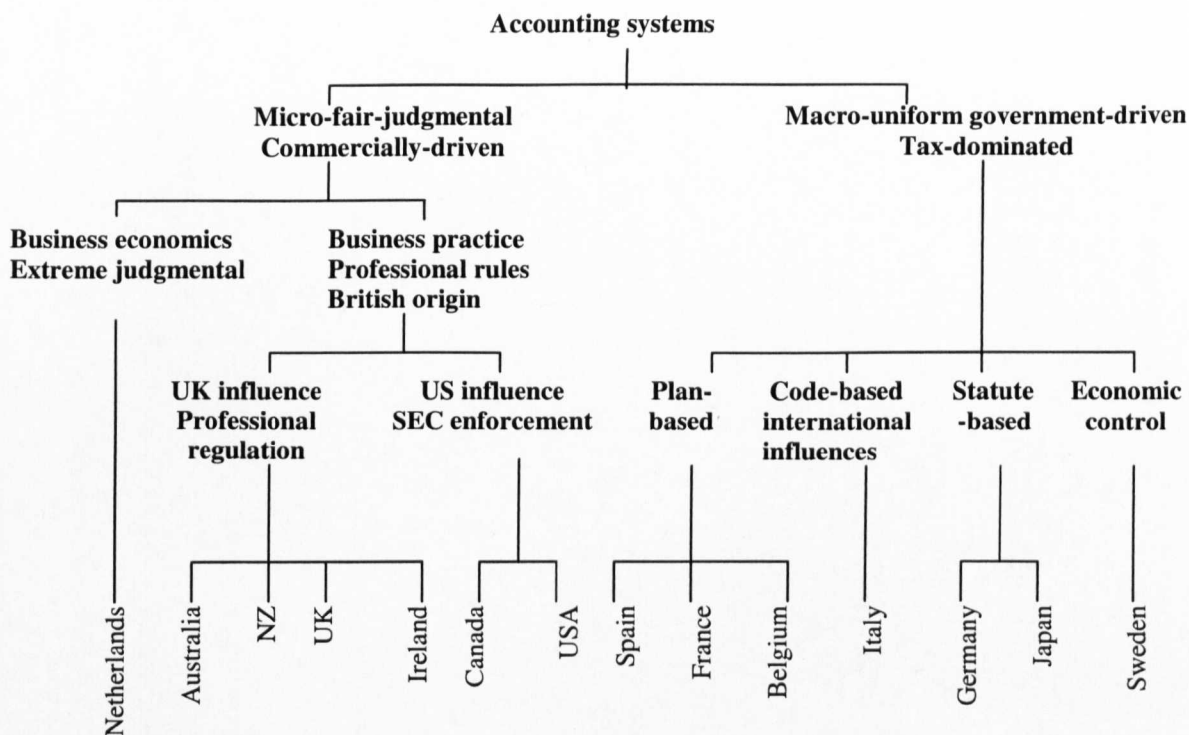 Accounting systems
Micro-fair-judgmental
Commercially-driven
Macro-uniform government-driven
Tax-dominated
Business economics
Extreme judgmental
Business practice
Professional rules
British origin
UK influence
Professional
regulation
US influence
SEC enforcement
Plan-
based
Code-based
international
influences
Statute
-based
Economic
control
Netherlands
Australia
NZ
UK
Ireland
Canada
USA
Spain
France
Belgium
Italy
Germany
Japan
Sweden